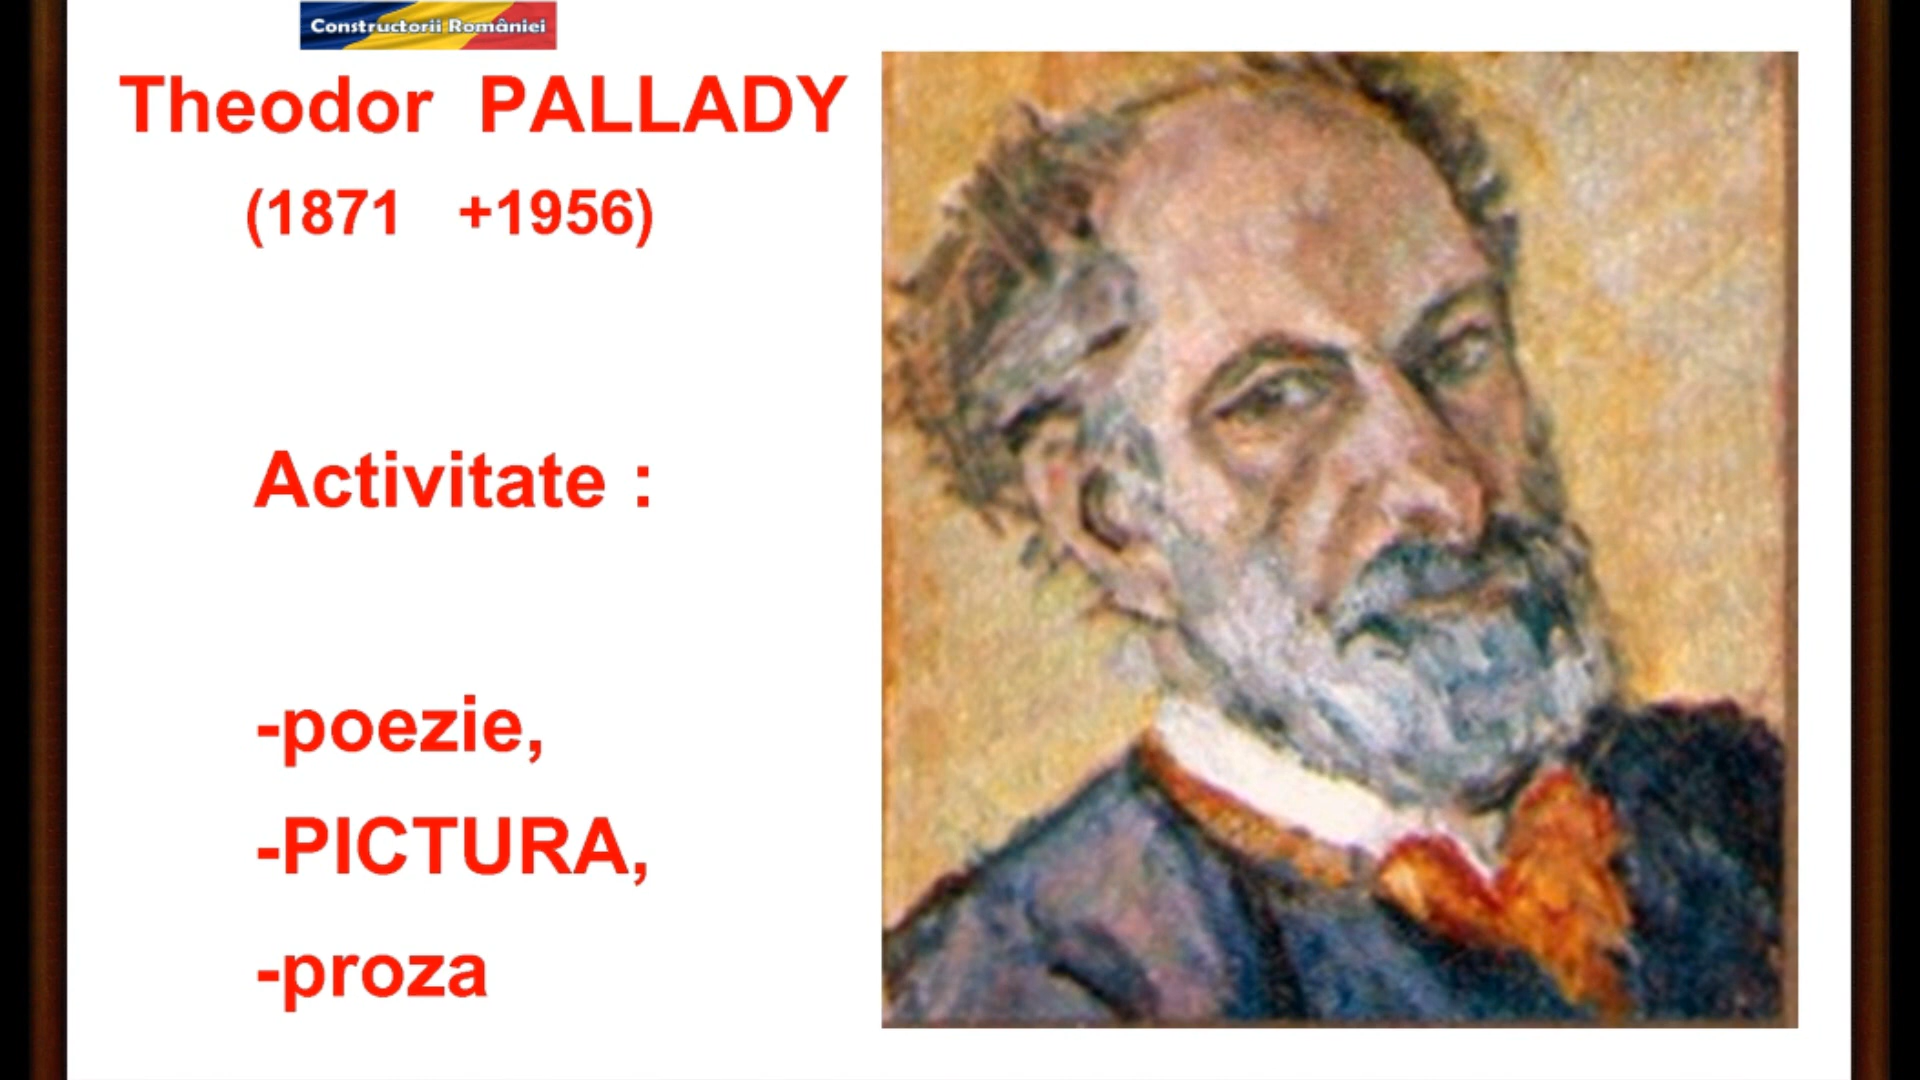 Constructorii României
Theodor PALLADY
(1871 +1956)
Activitate :
-poezie,
-PICTURA,
-proza